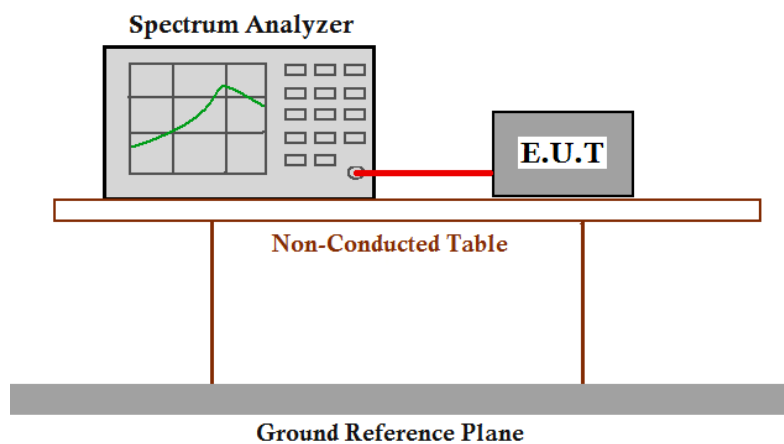 Spectrum Analyzer
E.U.T
Non-Conducted Table
Ground Reference Plane